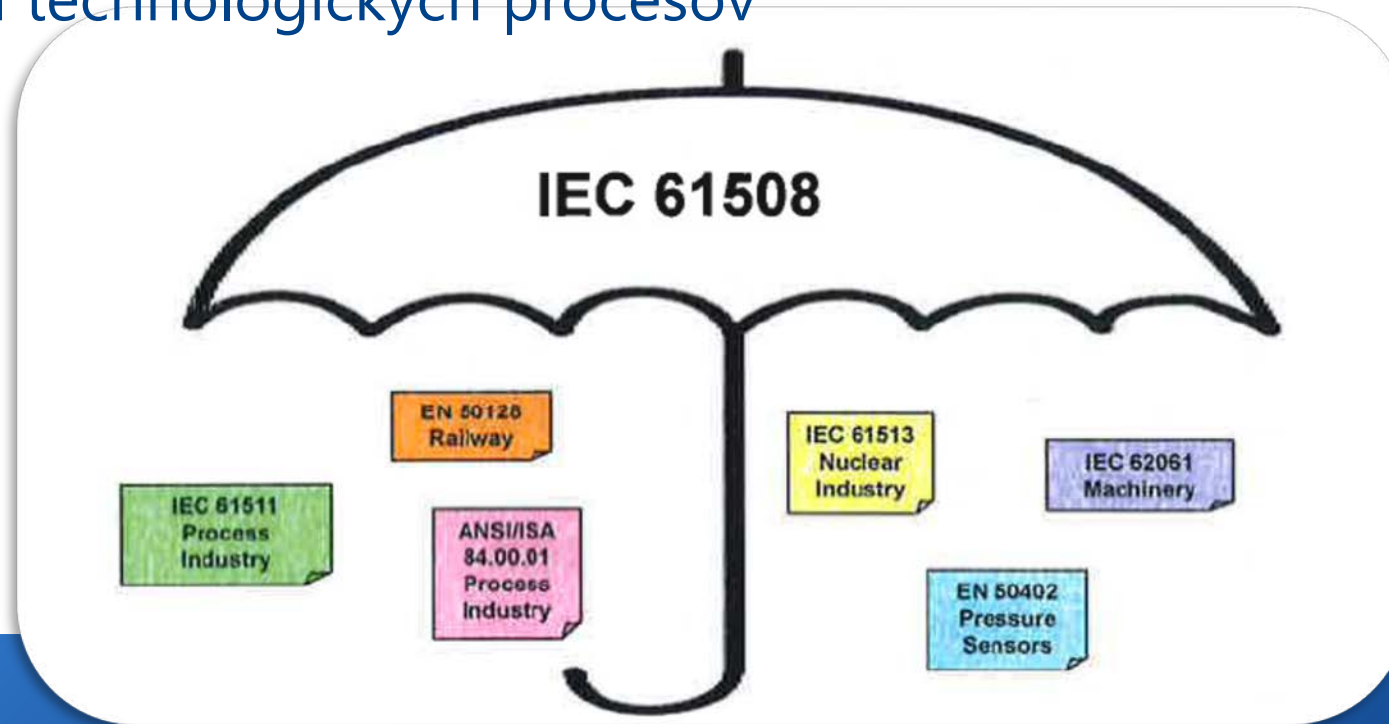 technologických procesov
IEC 61508
EN 50128
Railway
IEC 61513
Nuclear
Industry
IEC 62061
Machinery
IEC 61511
Process
Industry
ANSI/ISA
84.00.01
Process
Industry
EN 50402
Pressure
Sensors